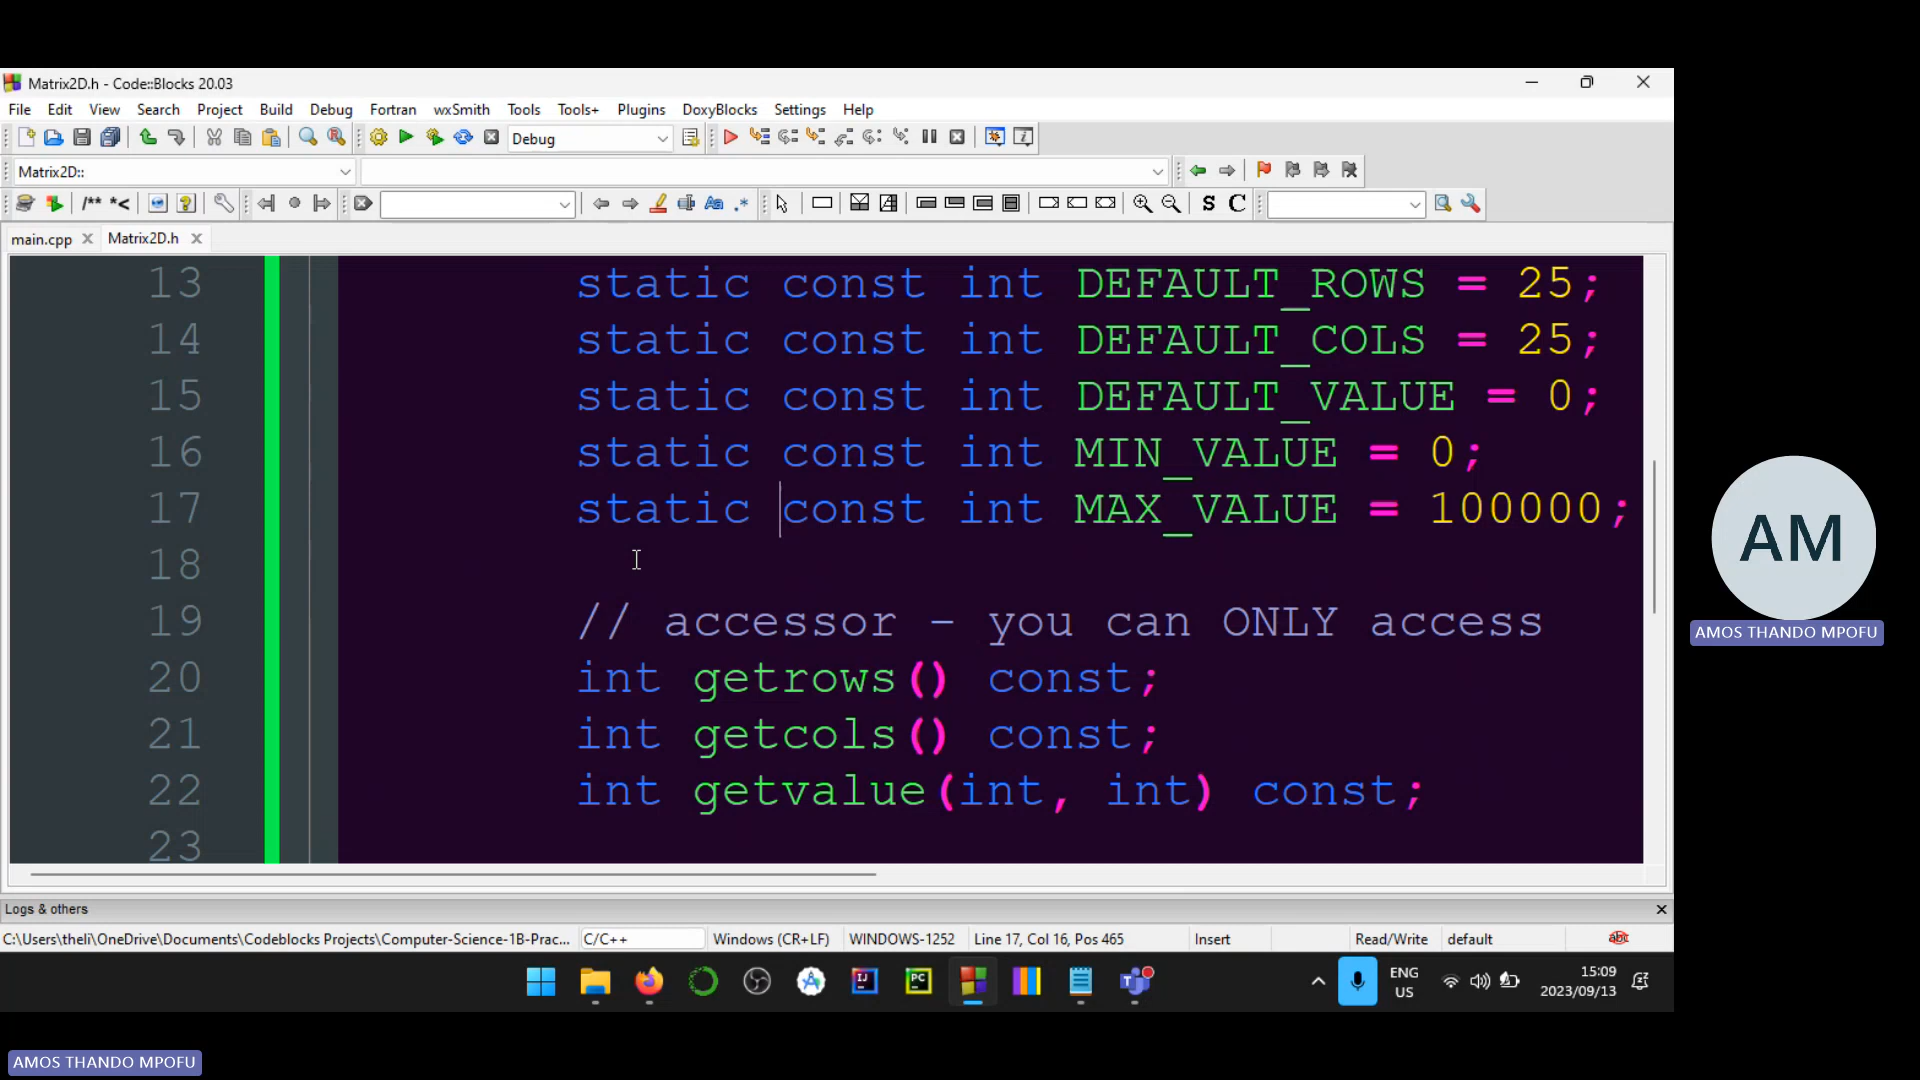 Matrix2D.h - Code::Blocks 20.03
File Edit View Search Project Build Debug Fortran wxSmith Tools Tools+ Plugins DoxyBlocks Settings Help
Debug
Matrix2D::
/** *<
Aa .*
S C
main.cpp Matrix2D.h
13 static const int DEFAULT_ROWS = 25;
14 static const int DEFAULT_COLS = 25;
15 static const int DEFAULT_VALUE = 0;
16 static const int MIN_VALUE = 0;
17 static const int MAX_VALUE = 100000;
18
19 // accessor - you can ONLY access
20 int getrows() const;
21 int getcols() const;
22 int getvalue(int, int) const;
23
AM
AMOS THANDO MPOFU
Logs & others
C:\Users\theli\OneDrive\Documents\Codeblocks Projects\Computer-Science-1B-Prac... C/C++ Windows (CR+LF) WINDOWS-1252 Line 17, Col 16, Pos 465 Insert Read/Write default abc
IJ PC ENG US 15:09 2023/09/13
AMOS THANDO MPOFU